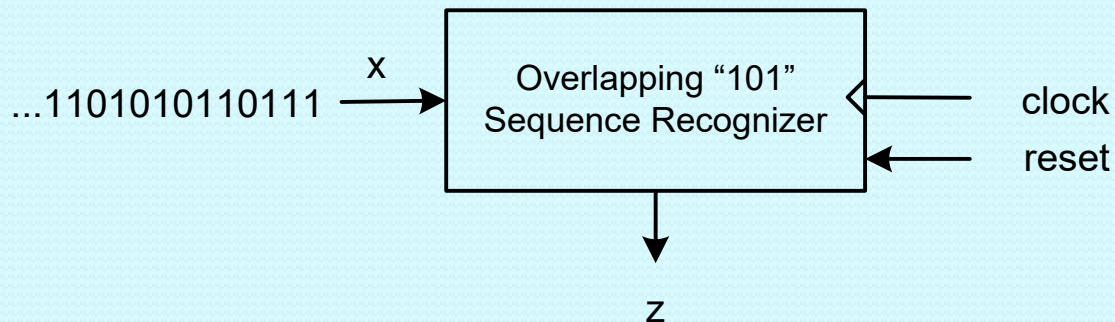 x
...1101010110111
Overlapping “101”
Sequence Recognizer
clock
reset
z